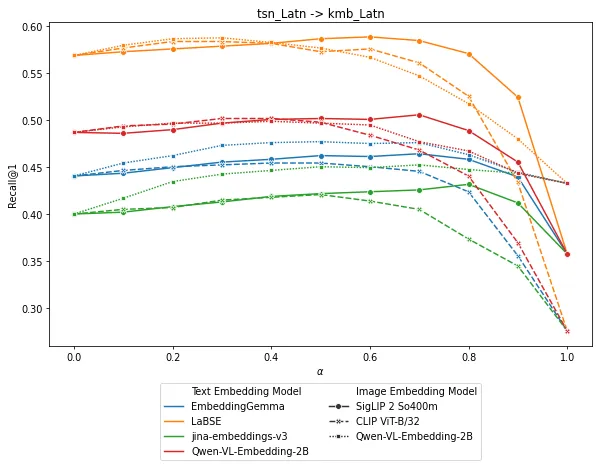 tsn_Latn -> kmb_Latn
0.60
0.55
0.50
0.45
0.40
0.35
0.30
Recall@1
0.0 0.2 0.4 0.6 0.8 1.0
α
Text Embedding Model Image Embedding Model
EmbeddingGemma SigLIP 2 So400m
LaBSE CLIP ViT-B/32
jina-embeddings-v3 Qwen-VL-Embedding-2B
Qwen-VL-Embedding-2B